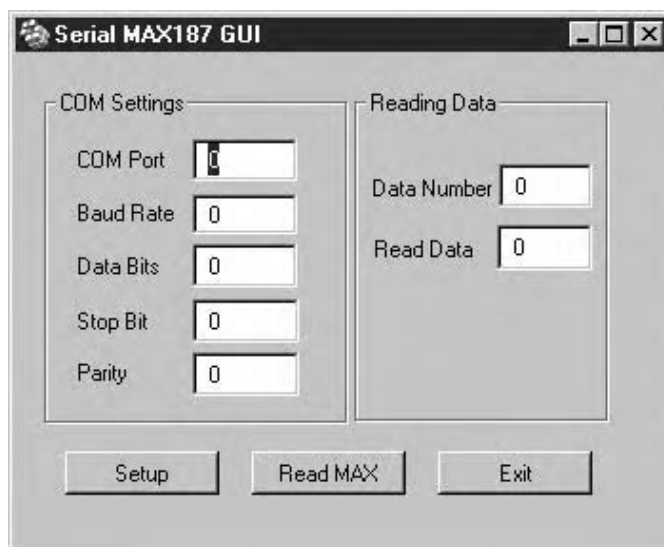 Serial MAX187 GUI
COM Settings
COM Port 0
Baud Rate 0
Data Bits 0
Stop Bit 0
Parity 0
Reading Data
Data Number 0
Read Data 0
Setup Read MAX Exit